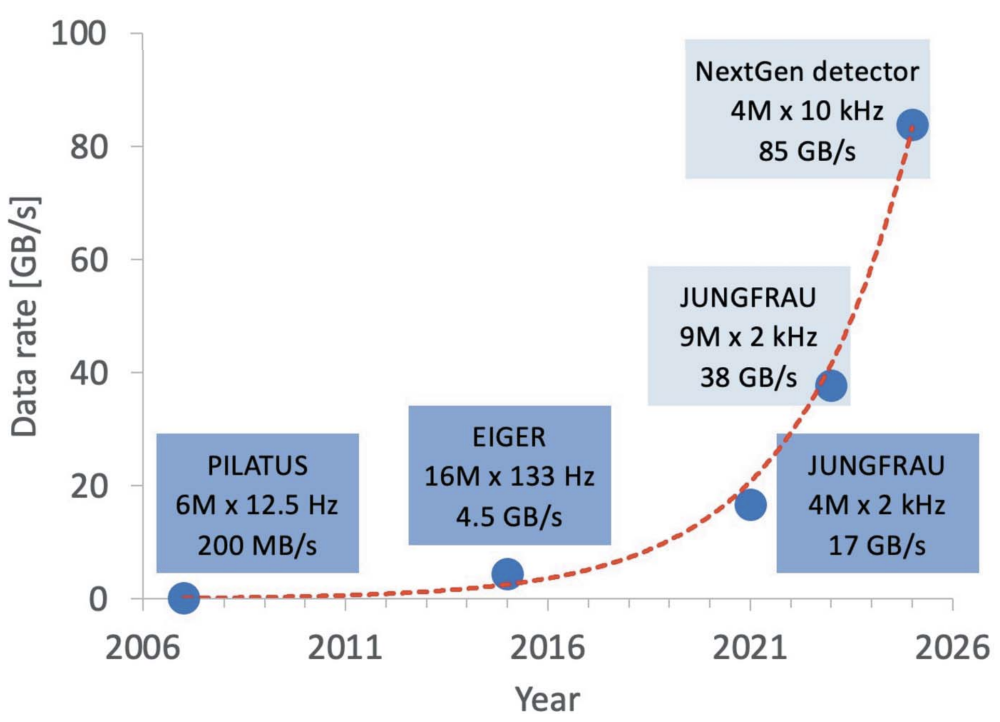 100
80
60
40
20
0
Data rate [GB/s]
NextGen detector
4M x 10 kHz
85 GB/s
JUNGFRAU
9M x 2 kHz
38 GB/s
PILATUS
6M x 12.5 Hz
200 MB/s
EIGER
16M x 133 Hz
4.5 GB/s
JUNGFRAU
4M x 2 kHz
17 GB/s
2006 2011 2016 2021 2026
Year